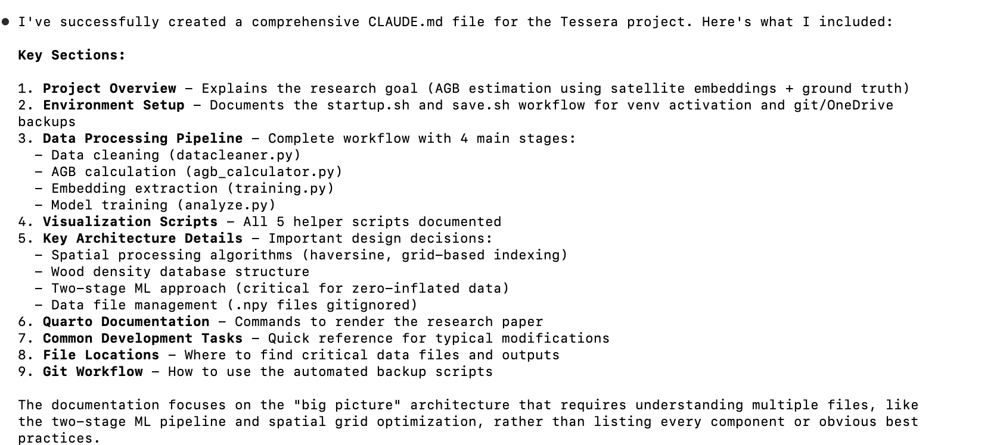 ● I've successfully created a comprehensive CLAUDE.md file for the Tessera project. Here's what I included:
Key Sections:
1. Project Overview – Explains the research goal (AGB estimation using satellite embeddings + ground truth)
2. Environment Setup – Documents the startup.sh and save.sh workflow for venv activation and git/OneDrive
backups
3. Data Processing Pipeline – Complete workflow with 4 main stages:
– Data cleaning (datacleaner.py)
– AGB calculation (agb_calculator.py)
– Embedding extraction (training.py)
– Model training (analyze.py)
4. Visualization Scripts – All 5 helper scripts documented
5. Key Architecture Details – Important design decisions:
– Spatial processing algorithms (haversine, grid–based indexing)
– Wood density database structure
– Two–stage ML approach (critical for zero–inflated data)
– Data file management (.npy files gitignored)
6. Quarto Documentation – Commands to render the research paper
7. Common Development Tasks – Quick reference for typical modifications
8. File Locations – Where to find critical data files and outputs
9. Git Workflow – How to use the automated backup scripts
The documentation focuses on the "big picture" architecture that requires understanding multiple files, like
the two–stage ML pipeline and spatial grid optimization, rather than listing every component or obvious best
practices.